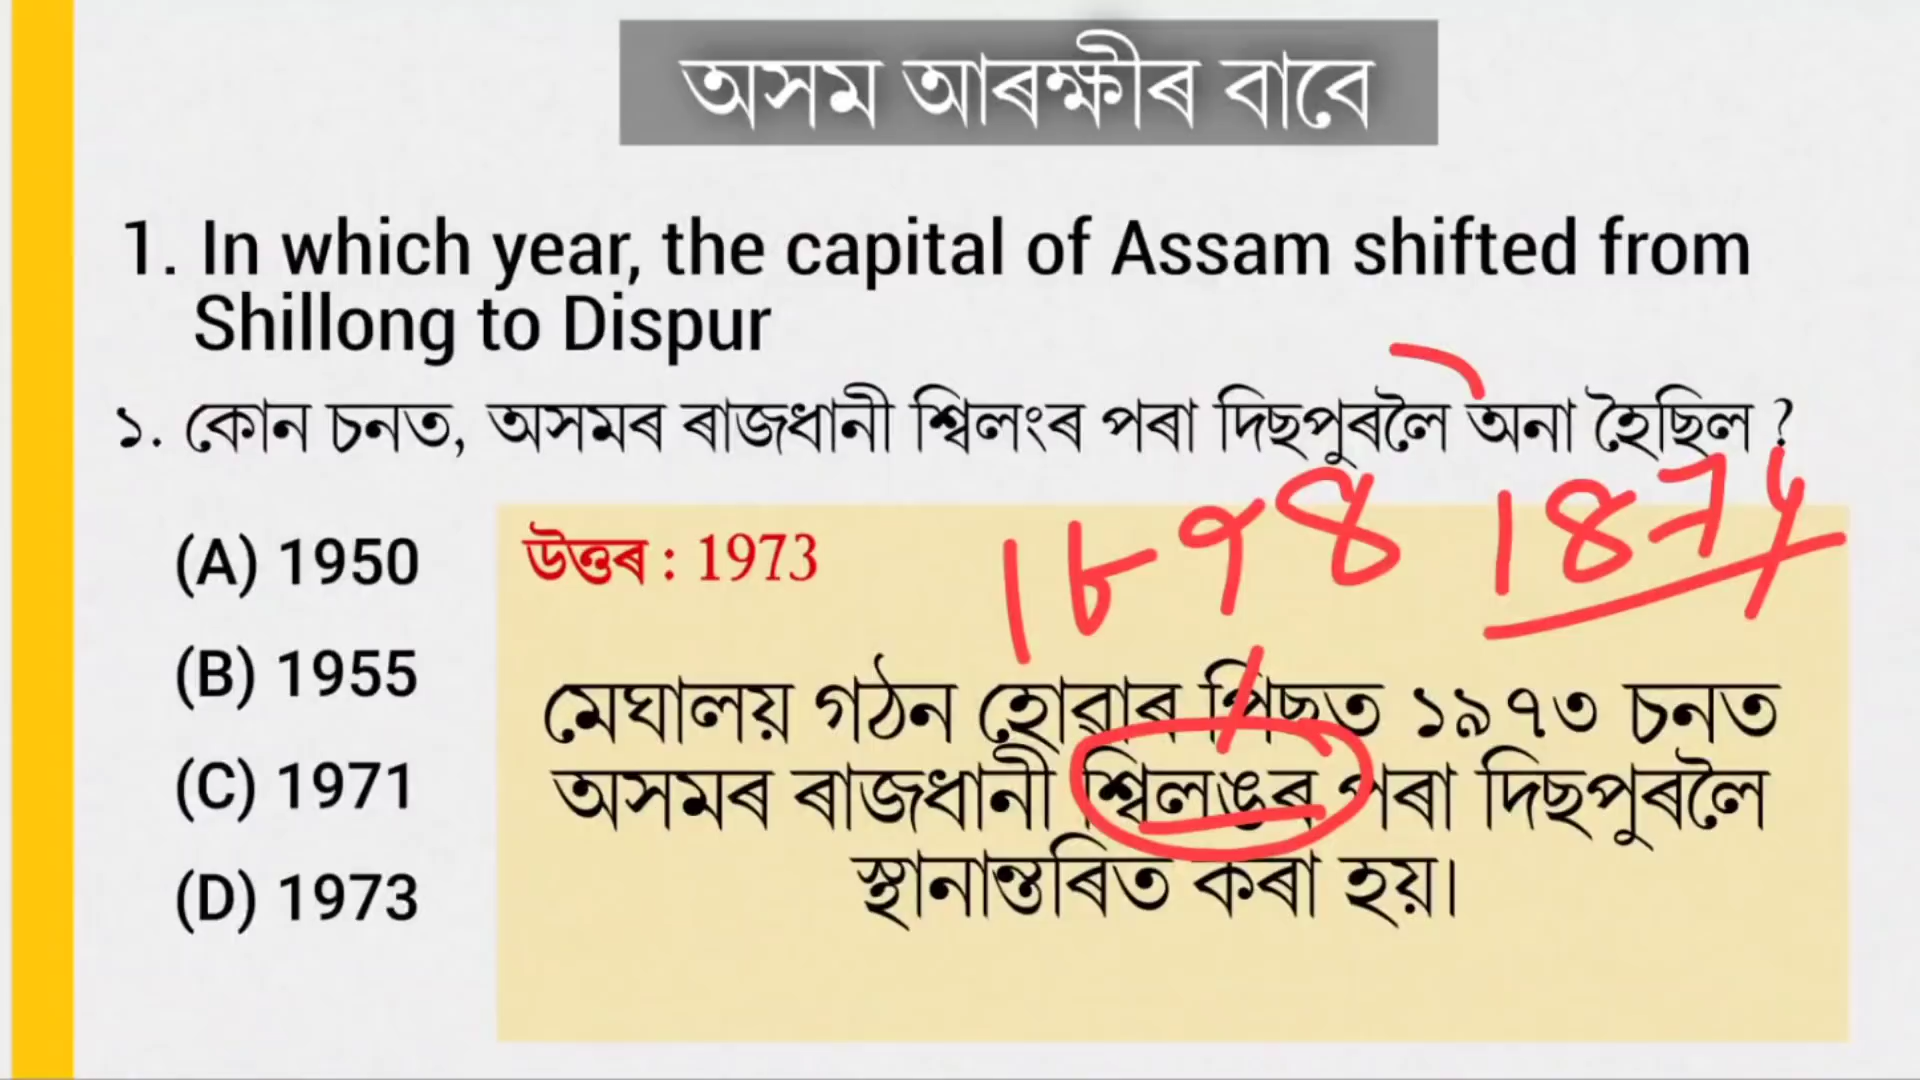 অসম আৰক্ষীৰ বাবে
1. In which year, the capital of Assam shifted from
Shillong to Dispur
১. কোন চনত, অসমৰ ৰাজধানী শ্বিলংৰ পৰা দিছপুৰলৈ অনা হৈছিল ?
(A) 1950
(B) 1955
(C) 1971
(D) 1973
উত্তৰ : 1973
1৮৭৪ 1874
মেঘালয় গঠন হোৱাৰ পিছত ১৯৭৩ চনত
অসমৰ ৰাজধানী শ্বিলঙৰ পৰা দিছপুৰলৈ
স্থানান্তৰিত কৰা হয়।